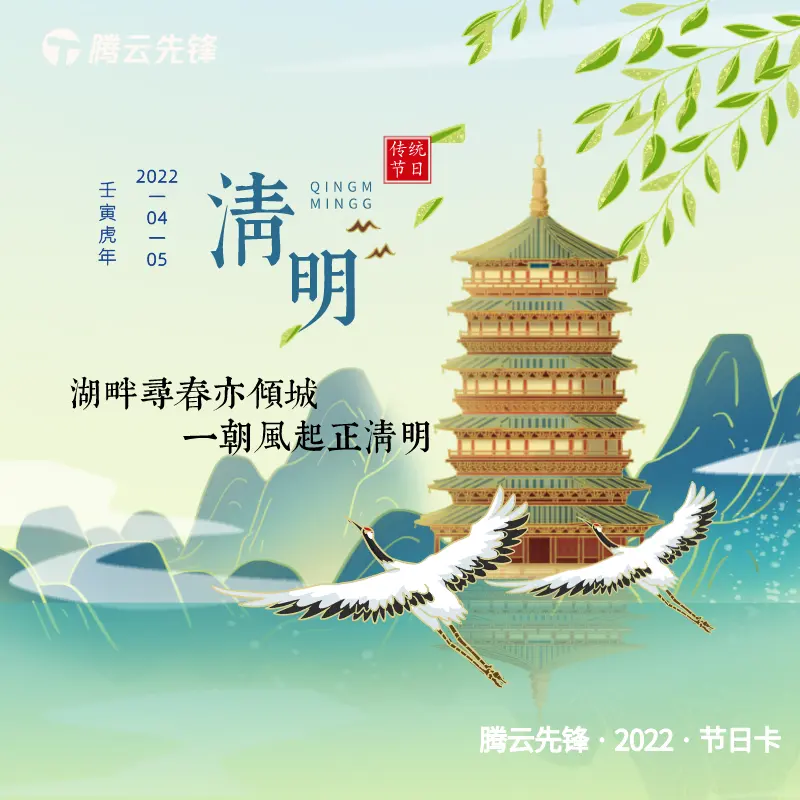 腾云先锋
传统
节日
壬寅虎年
2022
04
05
清明
QINGM
MINGG
湖畔尋春亦傾城
一朝風起正清明
腾云先锋·2022·节日卡